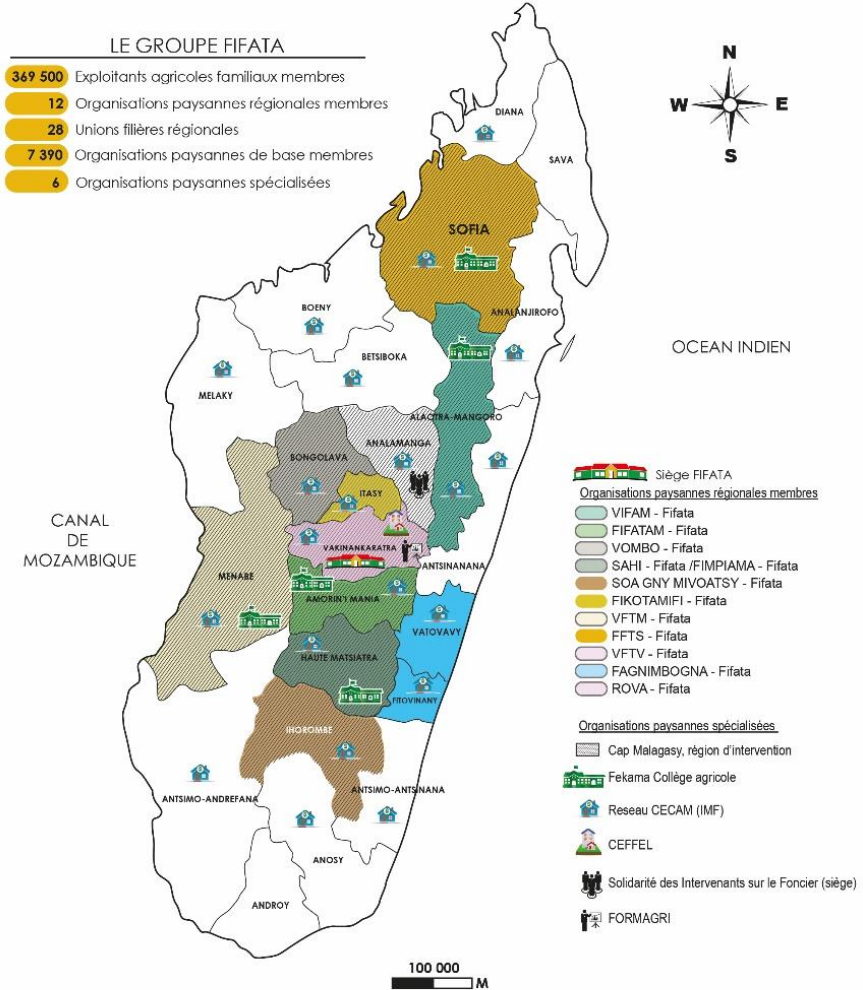 LE GROUPE FIFATA
369 500 Exploitants agricoles familiaux membres
12 Organisations paysannes régionales membres
28 Unions filières régionales
7 390 Organisations paysannes de base membres
6 Organisations paysannes spécialisées
N
W E
S
DIANA
SAVA
SOFIA
ANALANJIROFO
BOENY
BETSIBOKA
MELAKY
OCEAN INDIEN
ALAOTRA-MANGORO
ANALAMANGA
BONGOLAVA
ITASY
CANAL
DE
MOZAMBIQUE
VAKINANKARATRA
ANTSINANANA
MENABE
AMORIN'I MANIA
VATOVAVY
HAUTE MATSIATRA
FITOVINANY
IHOROMBE
ANTSIMO-ANDREFANA
ANTSIMO-ANTSINANA
ANOSY
ANDROY
Siège FIFATA
Organisations paysannes régionales membres
VIFAM - Fifata
FIFATAM - Fifata
VOMBO - Fifata
SAHI - Fifata /FIMPIAMA - Fifata
SOA GNY MIVOATSY - Fifata
FIKOTAMIFI - Fifata
VFTM - Fifata
FFTS - Fifata
VFTV - Fifata
FAGNIMBOGNA - Fifata
ROVA - Fifata
Organisations paysannes spécialisées
Cap Malagasy, région d'intervention
Fekama Collège agricole
Reseau CECAM (IMF)
CEFFEL
Solidarité des Intervenants sur le Foncier (siège)
FORMAGRI
100 000
M